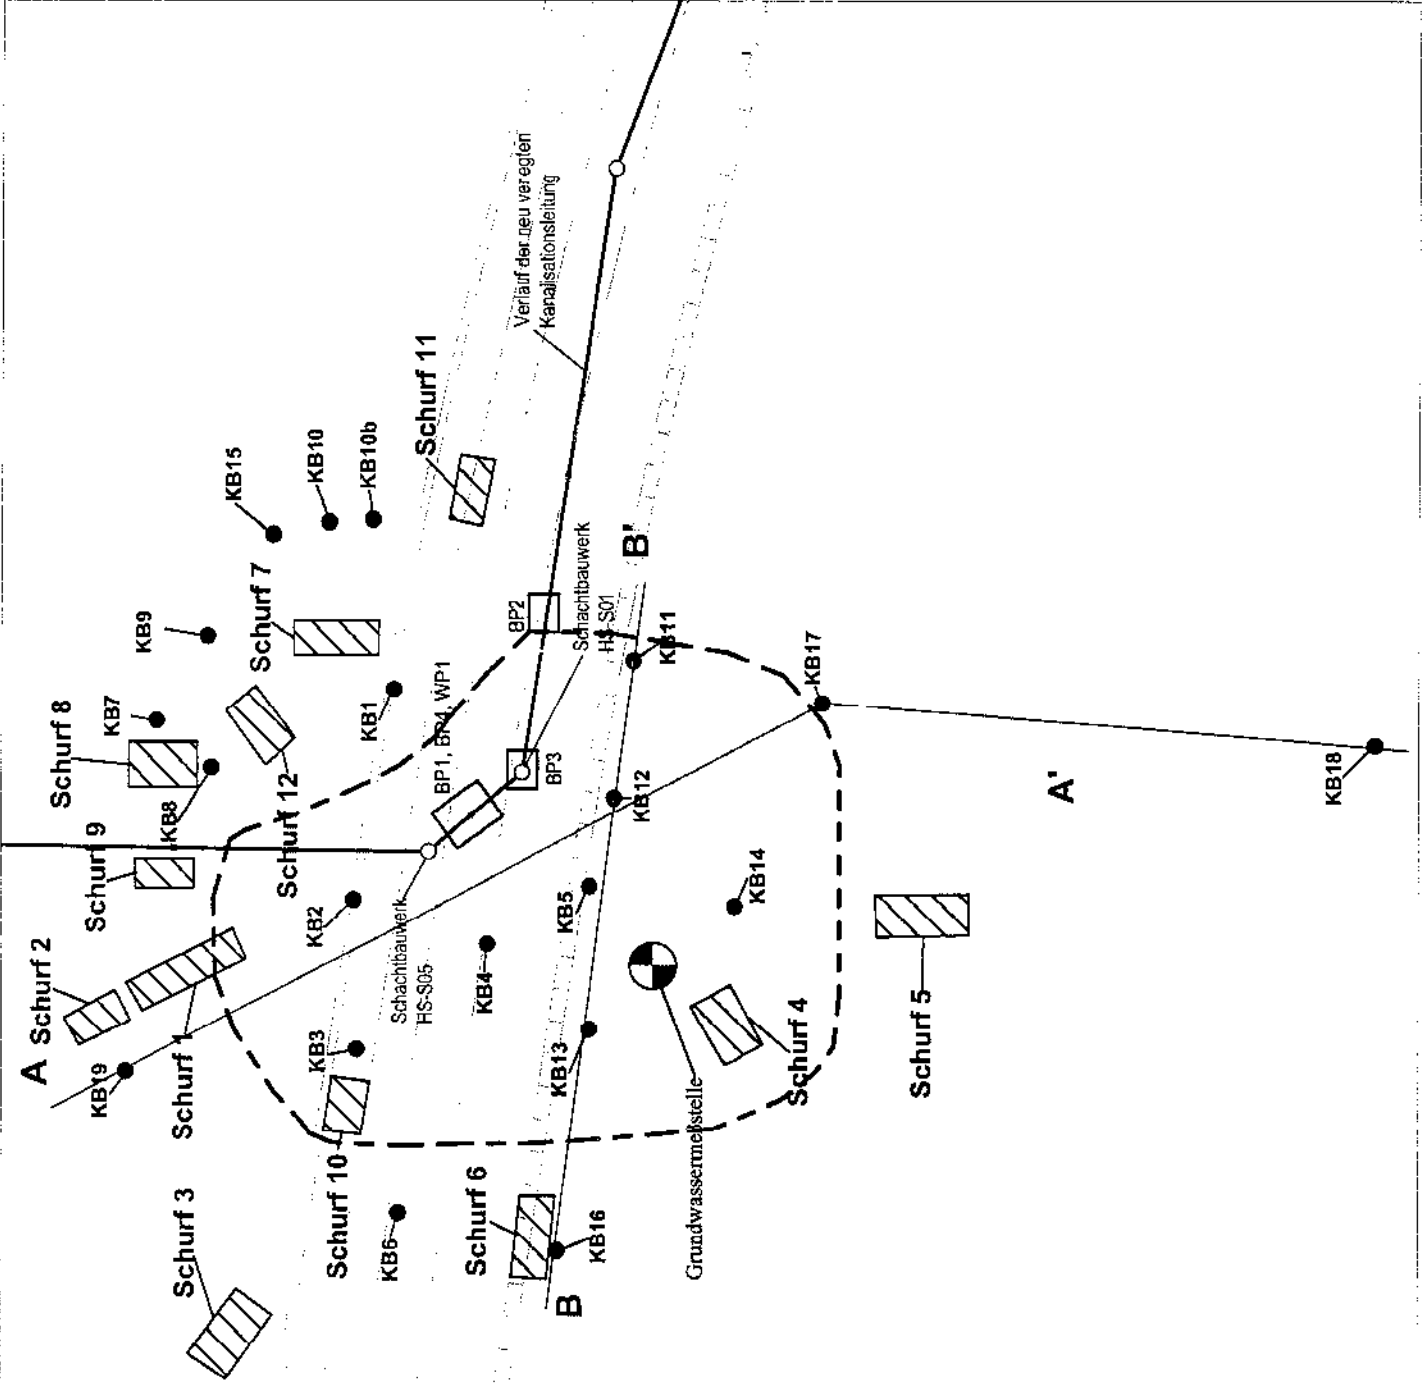 Verlauf der neu veregten
Kanalisationsleitung
Schurf 11
KB15
KB10
KB10b
KB9
Schurf 7
BP2
Schachtbauwerk
HS-S01
B'
KB11
KB17
Schurf 8
KB7
KB1
BP1, BP4, WP1
BP3
KB12
KB18
A'
Schurf 9
KB8
Schurf 12
KB2
Schachtbauwerk
HS-S05
KB4
KB5
KB14
Schurf 2
A
KB19
Schurf 1
KB3
KB13
Schurf 4
Schurf 5
Grundwassermeßstelle
Schurf 3
Schurf 10
KB6
Schurf 6
KB16
B